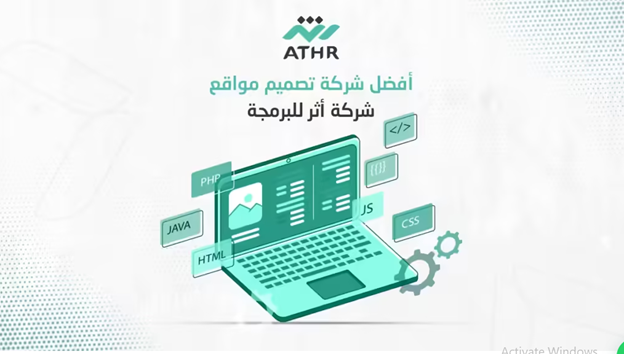 ATHR
أفضل شركة تصميم مواقع
شركة أثر للبرمجة
</>
PHP
{{}}
JS
CSS
JAVA
HTML
Activate Windows